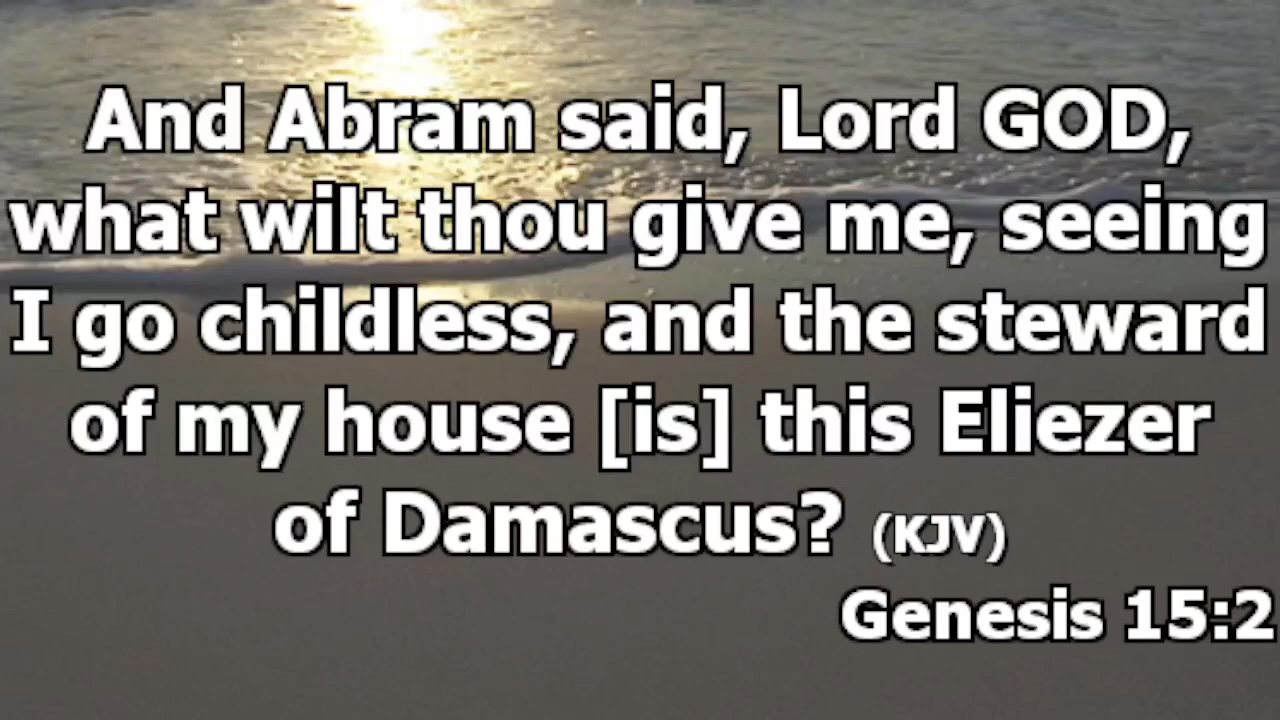 And Abram said, Lord GOD,
what wilt thou give me, seeing
I go childless, and the steward
of my house [is] this Eliezer
of Damascus? (KJV)
Genesis 15:2